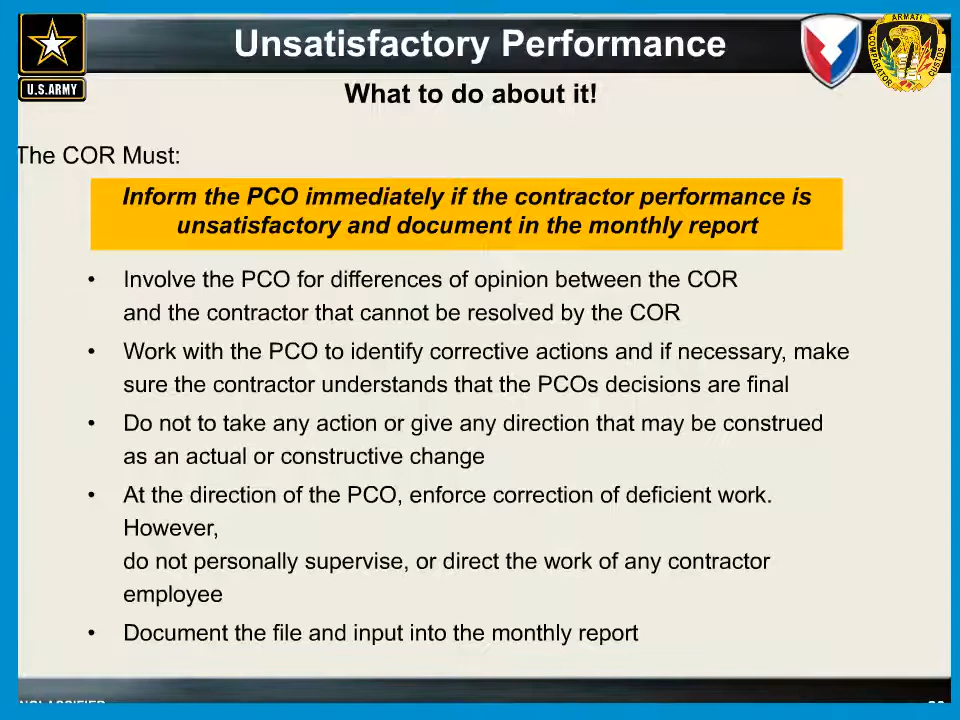 Unsatisfactory Performance
U.S.ARMY
ARMATI
COMPARATOR
CUSTOS
What to do about it!
The COR Must:
Inform the PCO immediately if the contractor performance is
unsatisfactory and document in the monthly report
• Involve the PCO for differences of opinion between the COR
and the contractor that cannot be resolved by the COR
• Work with the PCO to identify corrective actions and if necessary, make
sure the contractor understands that the PCOs decisions are final
• Do not to take any action or give any direction that may be construed
as an actual or constructive change
• At the direction of the PCO, enforce correction of deficient work.
However,
do not personally supervise, or direct the work of any contractor
employee
• Document the file and input into the monthly report